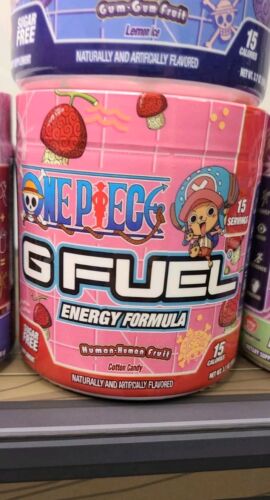 Gum-Gum Fruit
SUGAR FREE
Lemon Ice
15 CALORIES
NATURALLY AND ARTIFICIALLY FLAVORED
ONE PIECE
15 SERVINGS
G FUEL
ENERGY FORMULA
Human-Human Fruit
SUGAR FREE
Cotton Candy
15 CALORIES
NATURALLY AND ARTIFICIALLY FLAVORED